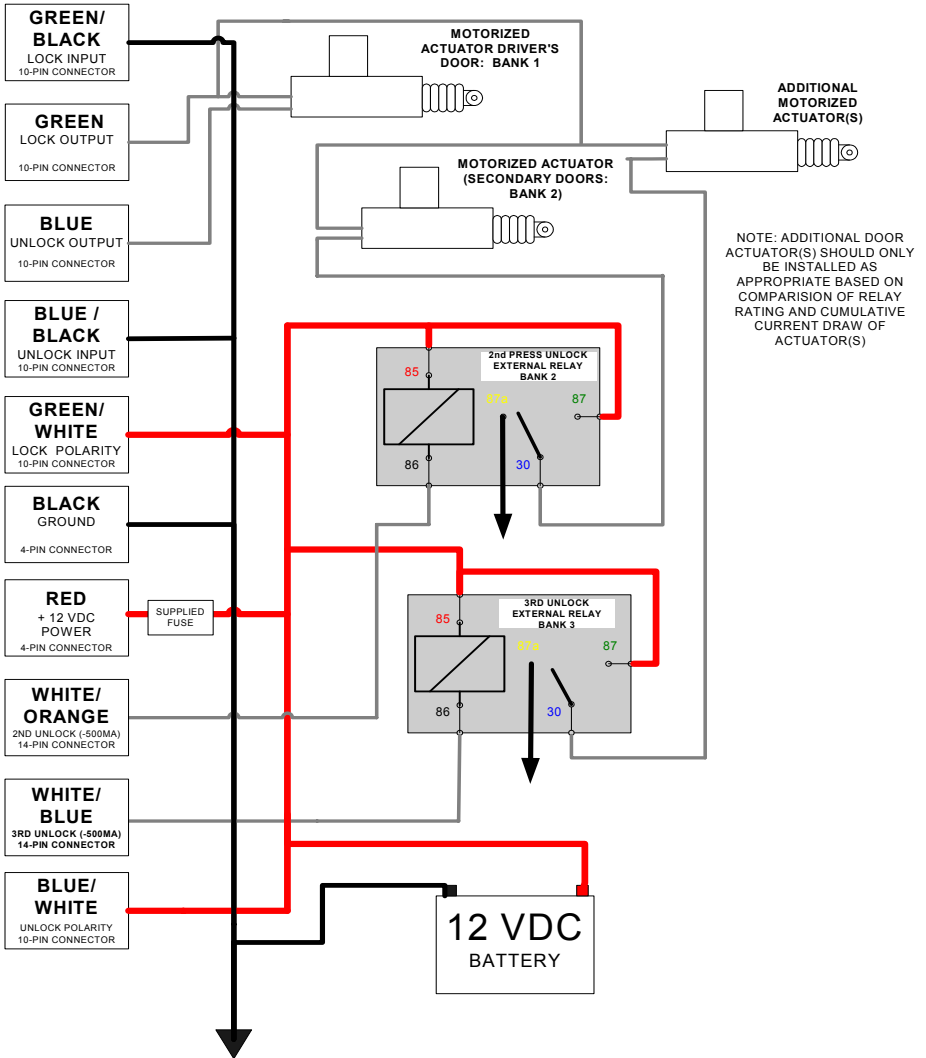 GREEN/
BLACK
LOCK INPUT
10-PIN CONNECTOR
GREEN
LOCK OUTPUT
10-PIN CONNECTOR
BLUE
UNLOCK OUTPUT
10-PIN CONNECTOR
BLUE /
BLACK
UNLOCK INPUT
10-PIN CONNECTOR
GREEN/
WHITE
LOCK POLARITY
10-PIN CONNECTOR
BLACK
GROUND
4-PIN CONNECTOR
RED
+ 12 VDC
POWER
4-PIN CONNECTOR
SUPPLIED
FUSE
WHITE/
ORANGE
2ND UNLOCK (-500MA)
14-PIN CONNECTOR
WHITE/
BLUE
3RD UNLOCK (-500MA)
14-PIN CONNECTOR
BLUE/
WHITE
UNLOCK POLARITY
10-PIN CONNECTOR
MOTORIZED
ACTUATOR DRIVER'S
DOOR: BANK 1
MOTORIZED ACTUATOR
(SECONDARY DOORS:
BANK 2)
ADDITIONAL
MOTORIZED
ACTUATOR(S)
NOTE: ADDITIONAL DOOR
ACTUATOR(S) SHOULD ONLY
BE INSTALLED AS
APPROPRIATE BASED ON
COMPARISION OF RELAY
RATING AND CUMULATIVE
CURRENT DRAW OF
ACTUATOR(S)
2nd PRESS UNLOCK
EXTERNAL RELAY
BANK 2
85
87a
87
86
30
3RD UNLOCK
EXTERNAL RELAY
BANK 3
85
87a
87
86
30
12 VDC
BATTERY